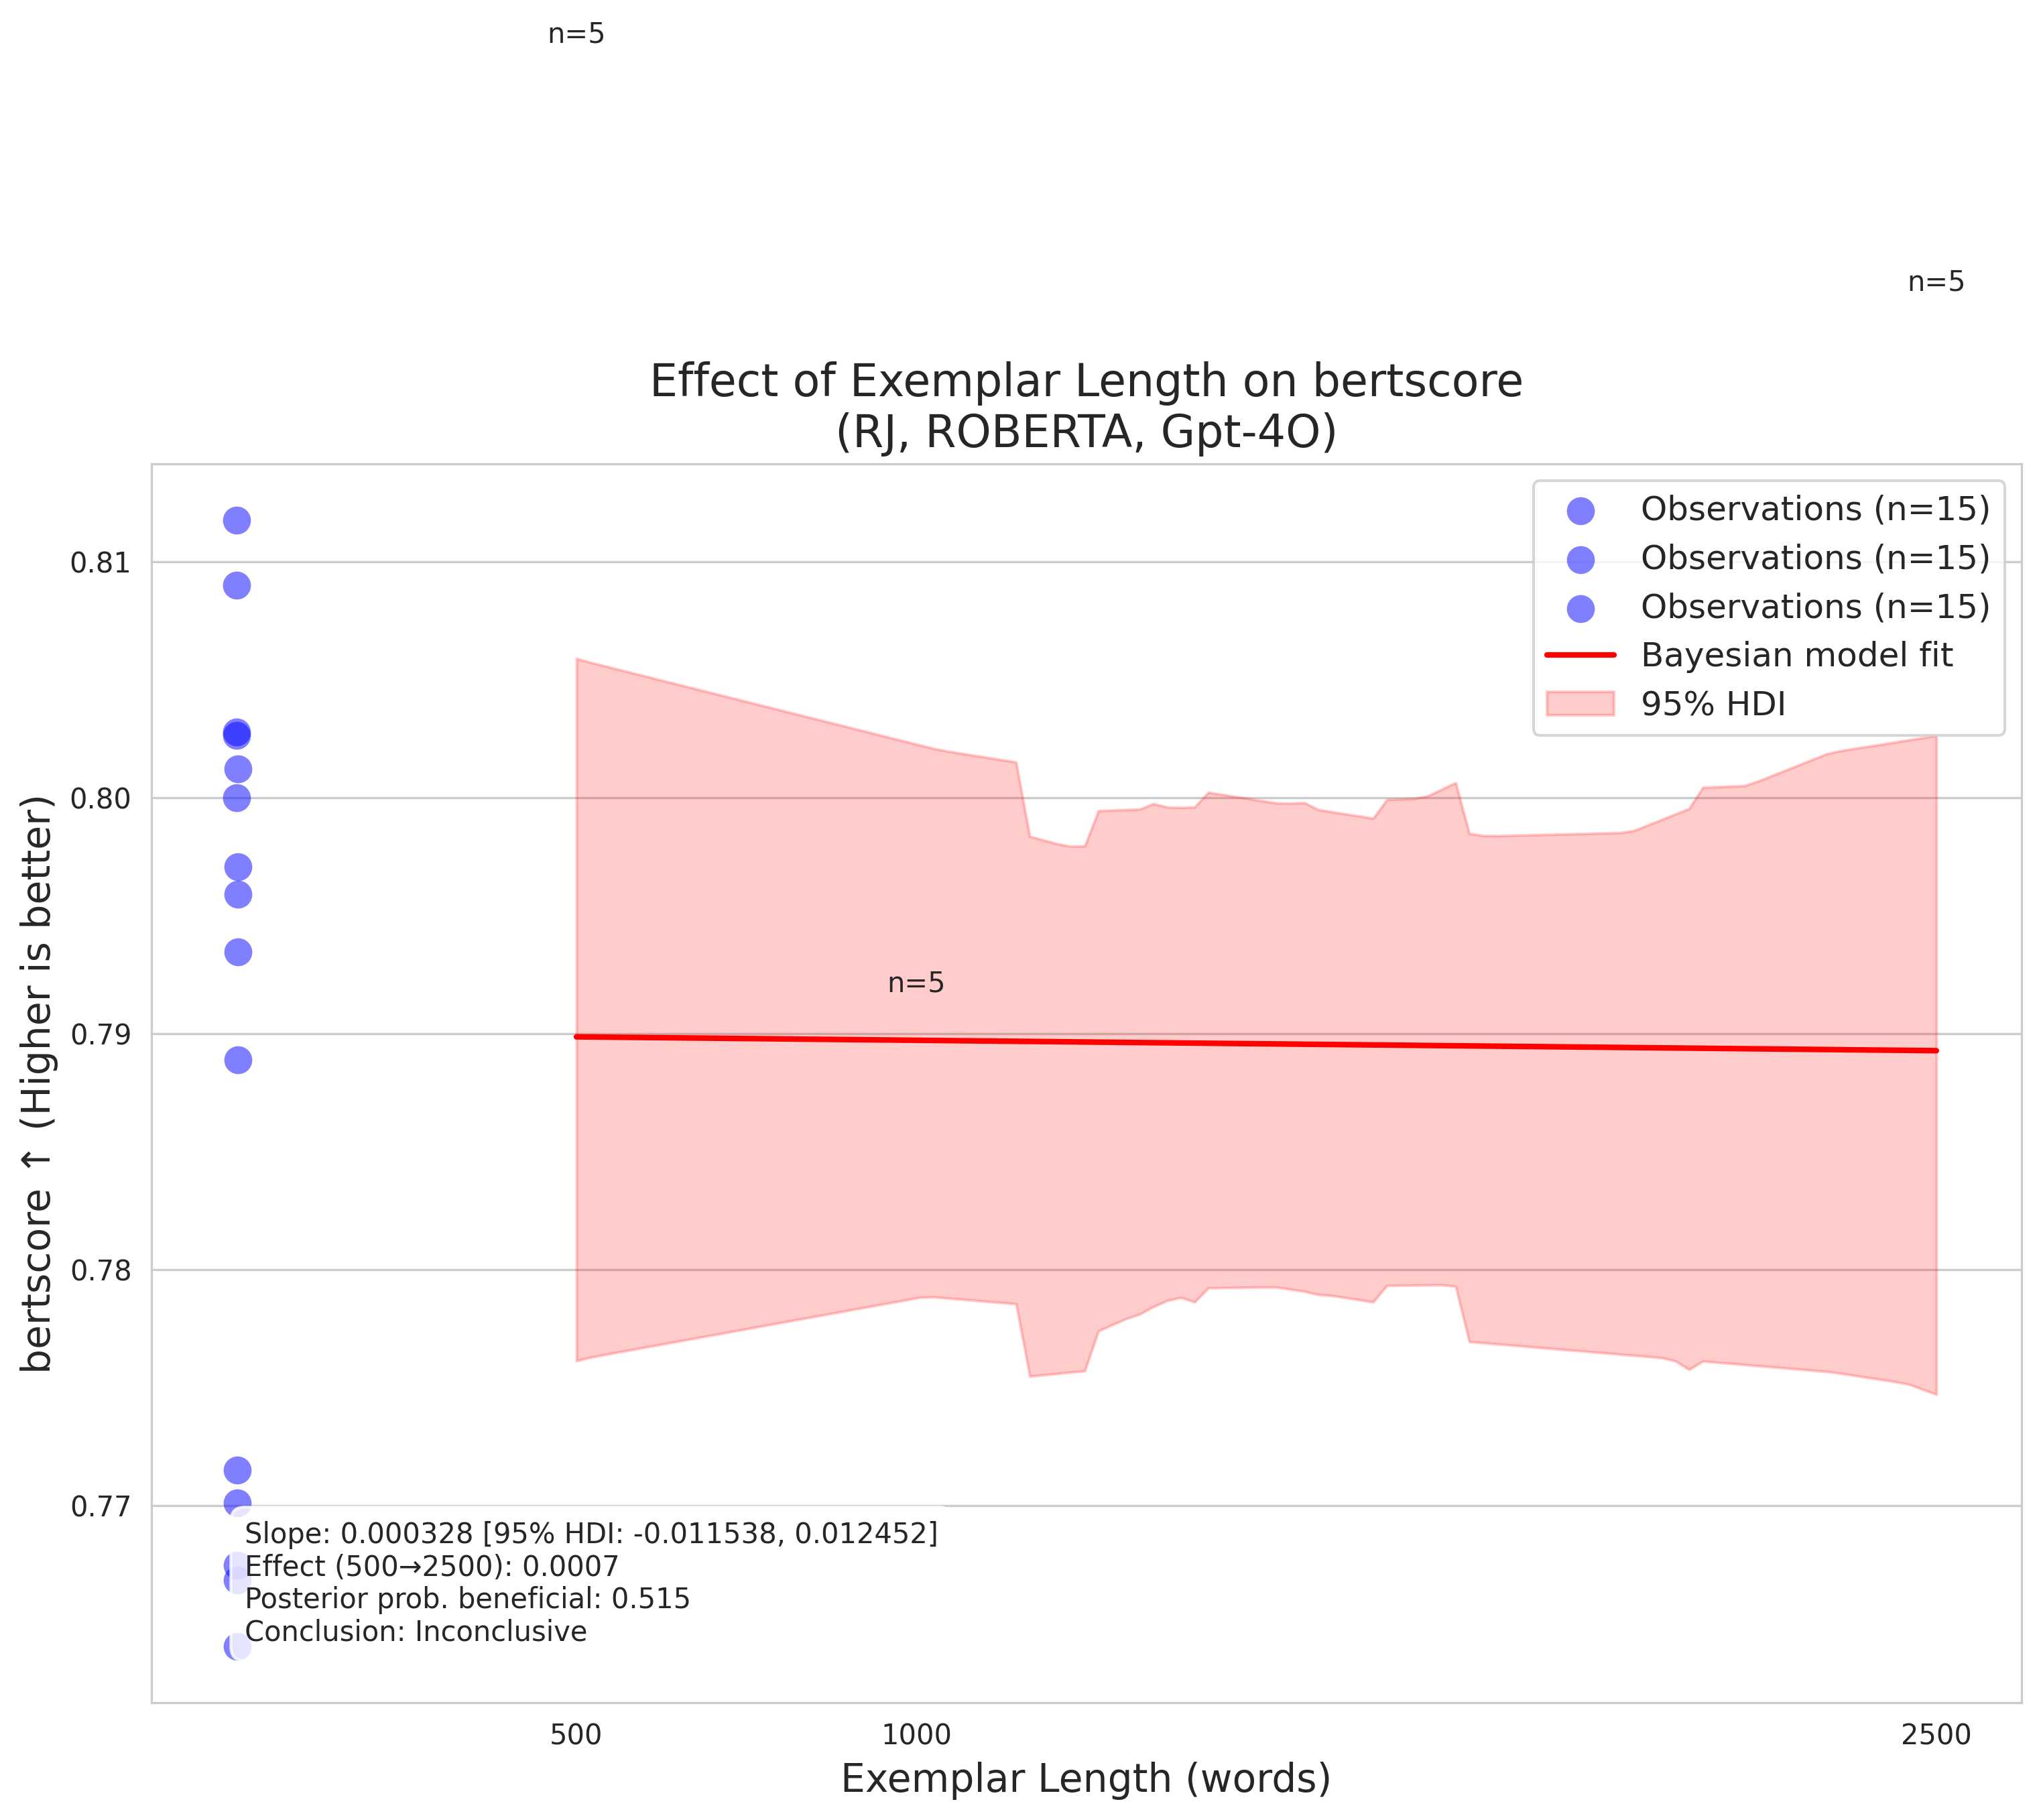 n=5
n=5
Effect of Exemplar Length on bertscore
(RJ, ROBERTA, Gpt-4O)
Observations (n=15)
Observations (n=15)
Observations (n=15)
Bayesian model fit
95% HDI
bertscore ↑ (Higher is better)
0.81
0.80
0.79
0.78
0.77
n=5
Slope: 0.000328 [95% HDI: -0.011538, 0.012452]
Effect (500→2500): 0.0007
Posterior prob. beneficial: 0.515
Conclusion: Inconclusive
500
1000
2500
Exemplar Length (words)